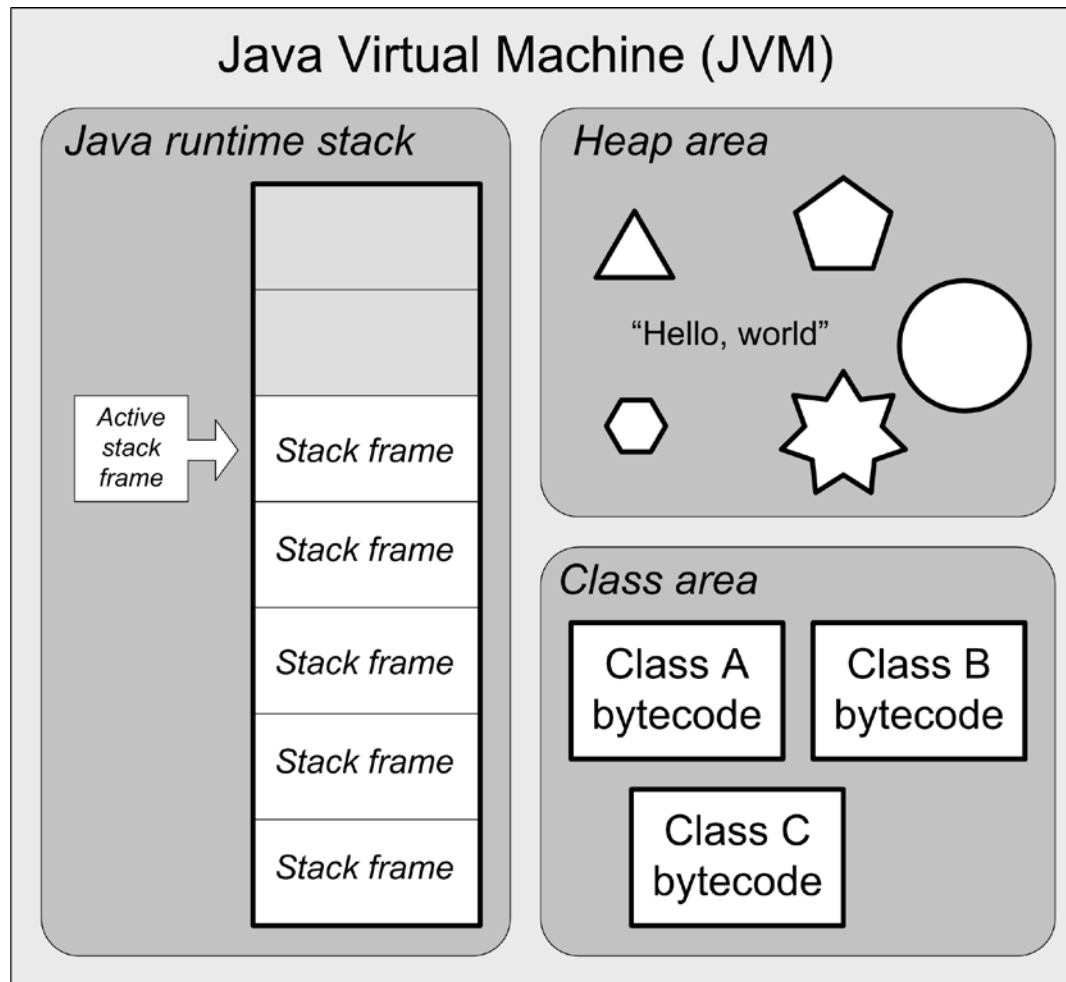 Java Virtual Machine (JVM)
Java runtime stack
Active
stack
frame
Stack frame
Stack frame
Stack frame
Stack frame
Stack frame
Heap area
“Hello, world”
Class area
Class A
bytecode
Class B
bytecode
Class C
bytecode